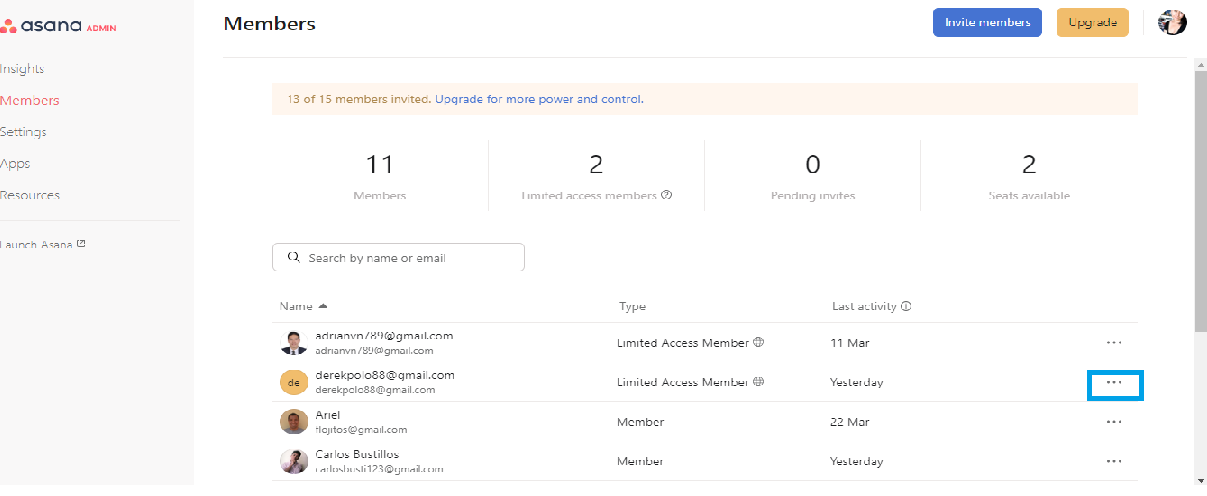 asana ADMIN
Members
Invite members
Upgrade
Insights
Members
Settings
Apps
Resources
Launch Asana
13 of 15 members invited. Upgrade for more power and control.
11
Members
2
Limited access members
0
Pending invites
2
Seats available
Search by name or email
Name Type Last activity
adrianvn789@gmail.com
adrianvn789@gmail.com
Limited Access Member 11 Mar
de
derekpolo88@gmail.com
derekpolo88@gmail.com
Limited Access Member Yesterday
Ariel
flojitos@gmail.com
Member 22 Mar
Carlos Bustillos
carlosbusti123@gmail.com
Member Yesterday